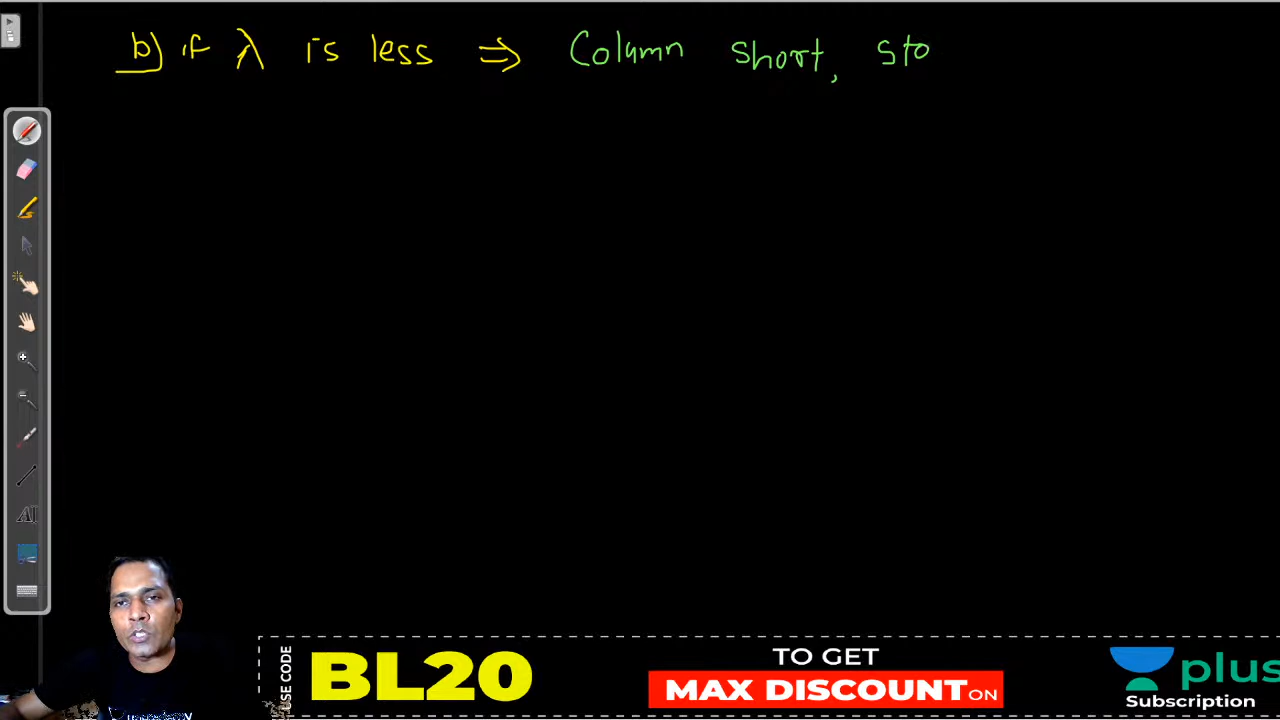 b) if λ is less ⇒ Column short, sto
USE CODE
BL20
TO GET
MAX DISCOUNT ON
plus
Subscription